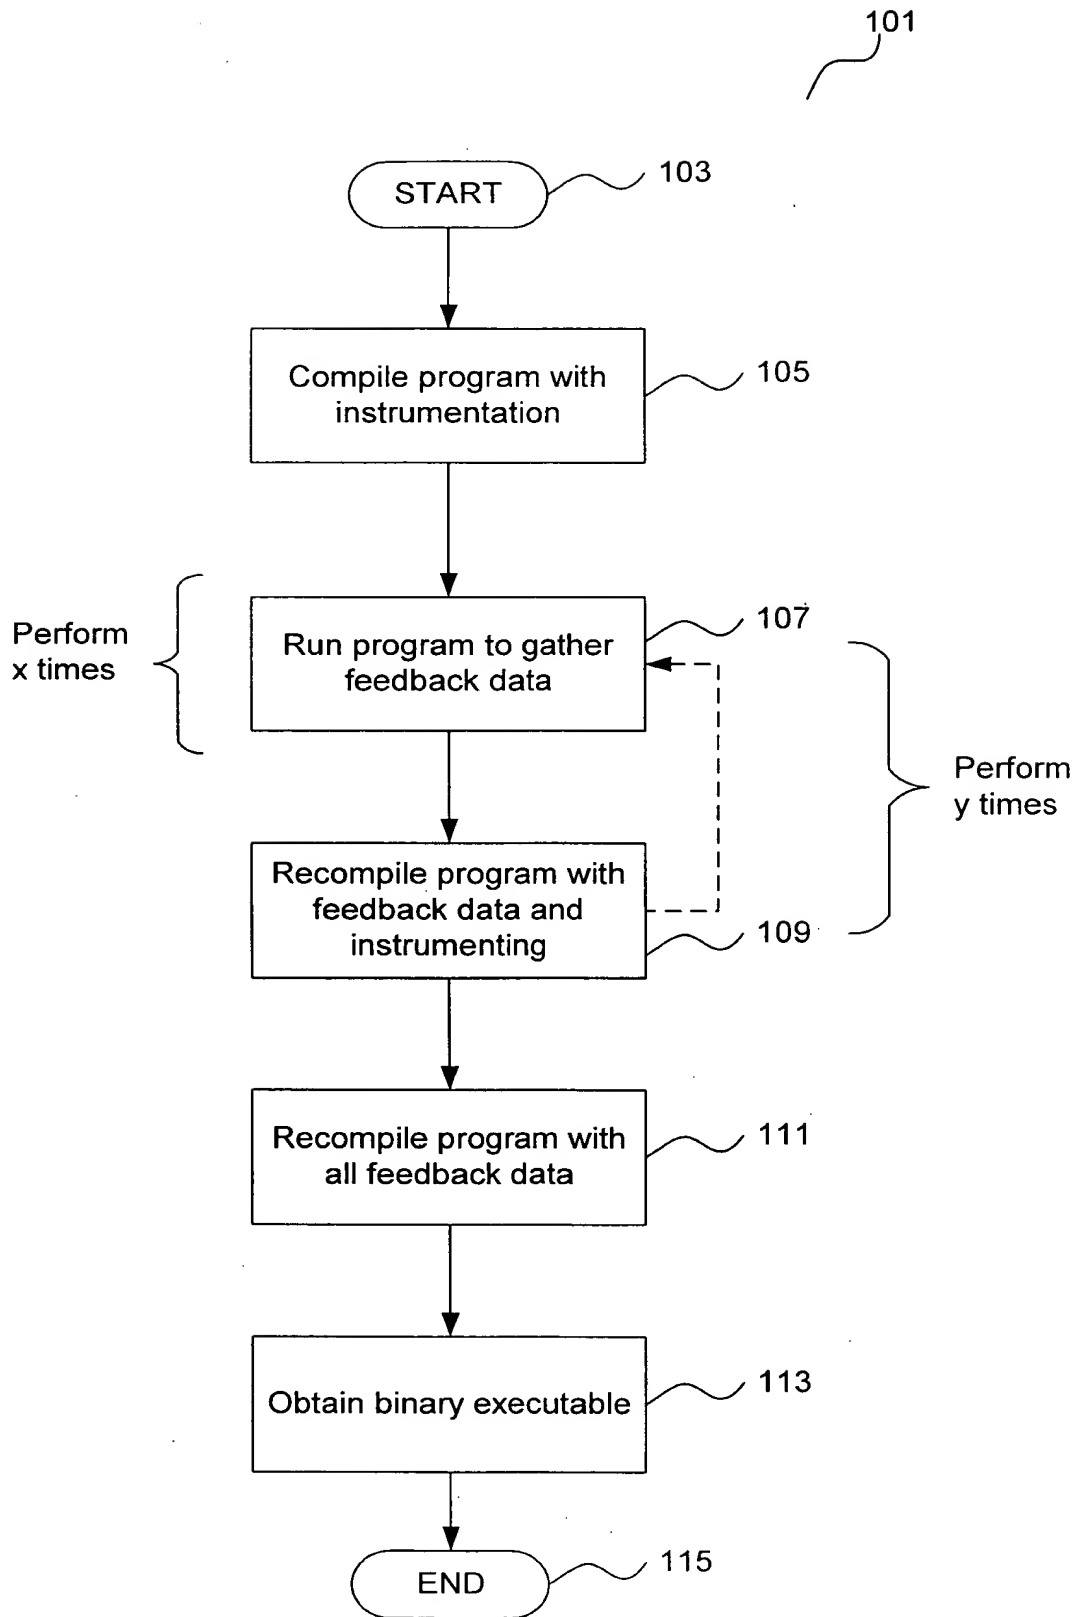 101
START
103
Compile program with
instrumentation
105
Perform
x times
Run program to gather
feedback data
107
Perform
y times
Recompile program with
feedback data and
instrumenting
109
Recompile program with
all feedback data
111
Obtain binary executable
113
END
115